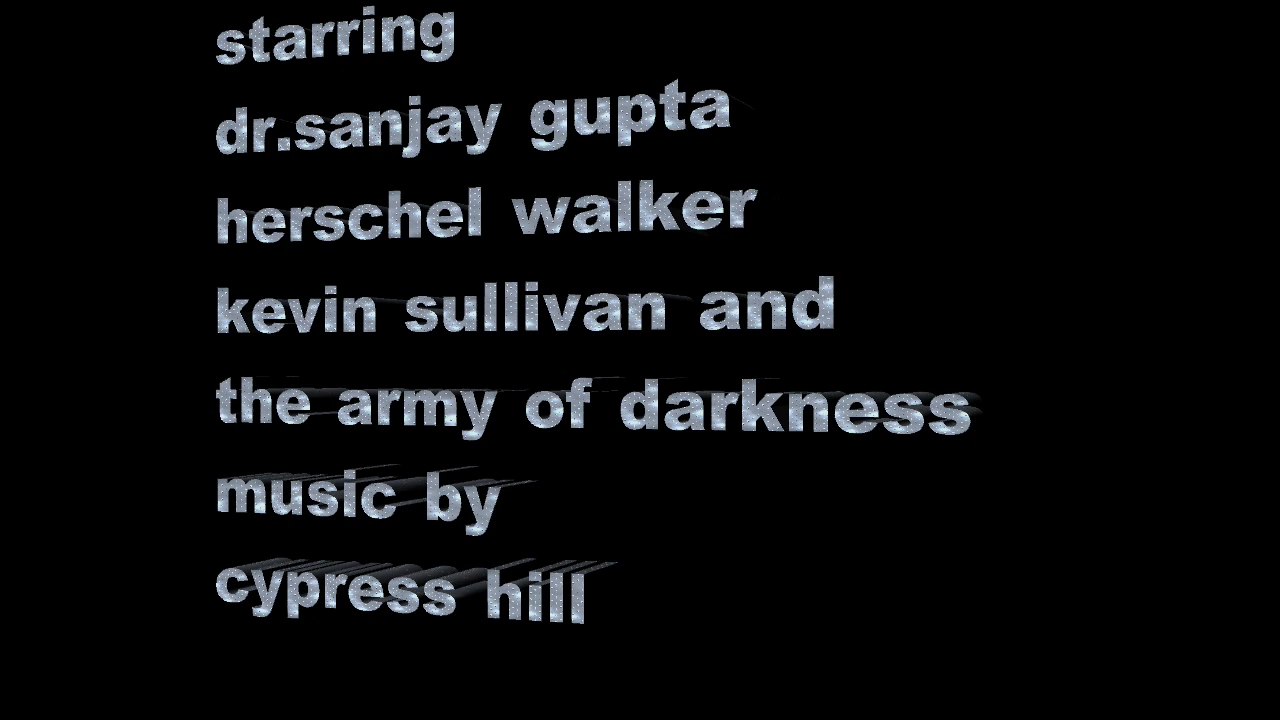 starring
dr.sanjay gupta
herschel walker
kevin sullivan and
the army of darkness
music by
cypress hill